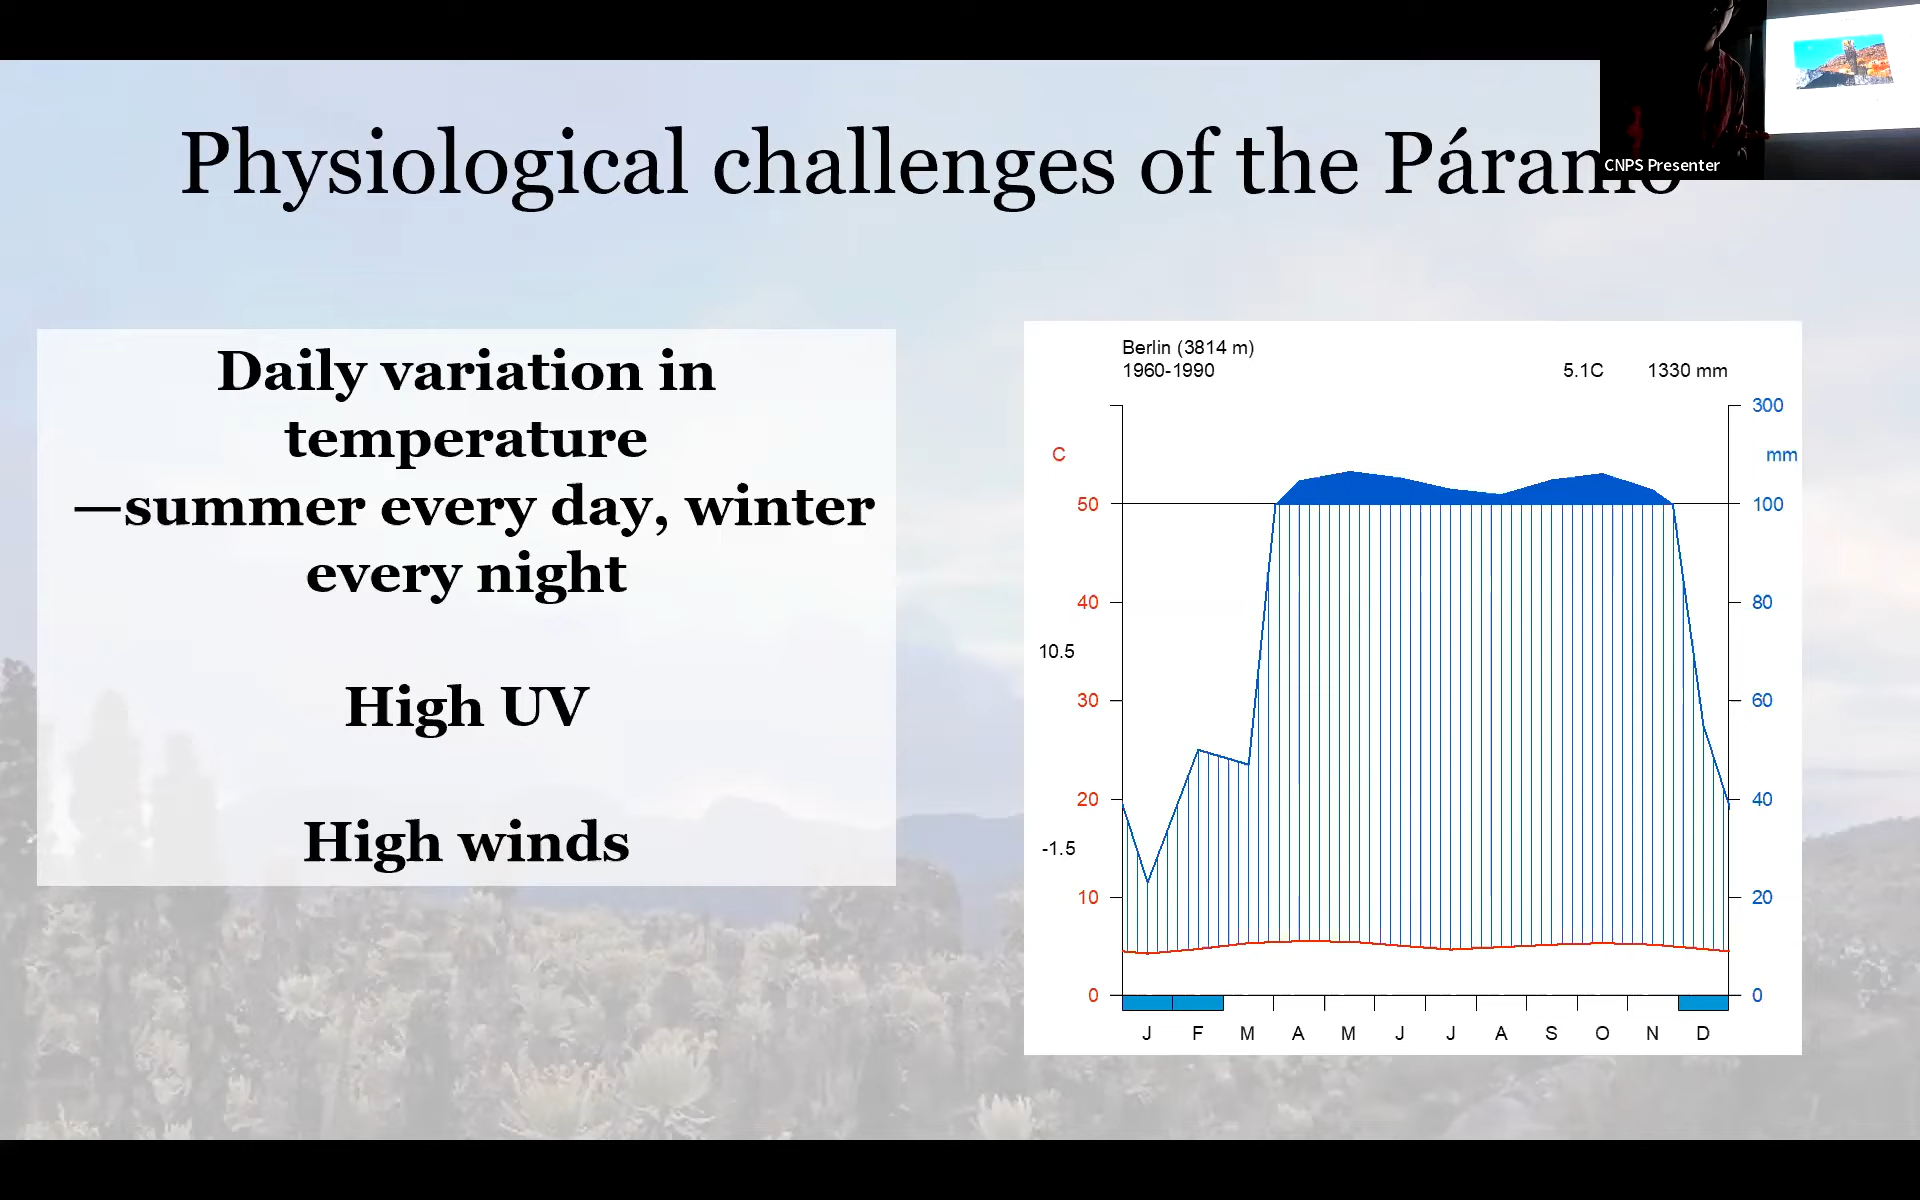 Physiological challenges of the Páramo
CNPS Presenter
Daily variation in
temperature
—summer every day, winter
every night
High UV
High winds
Berlin (3814 m)
1960-1990
5.1C 1330 mm
300
C
mm
50
100
40
80
10.5
30
60
20
40
-1.5
10
20
0
0
J F M A M J J A S O N D